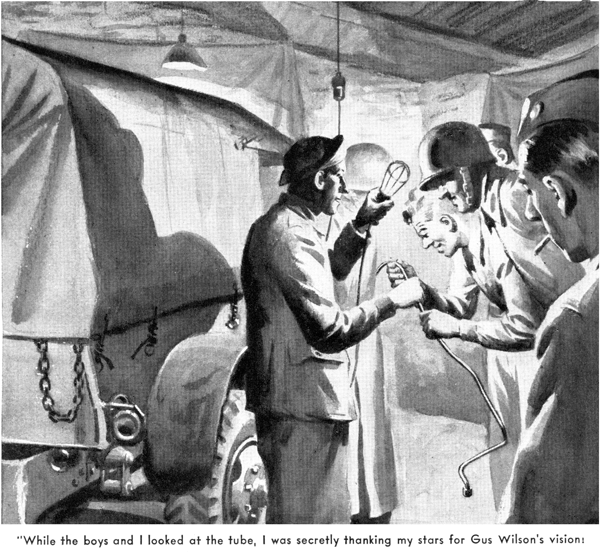 "While the boys and I looked at the tube, I was secretly thanking my stars for Gus Wilson's vision: